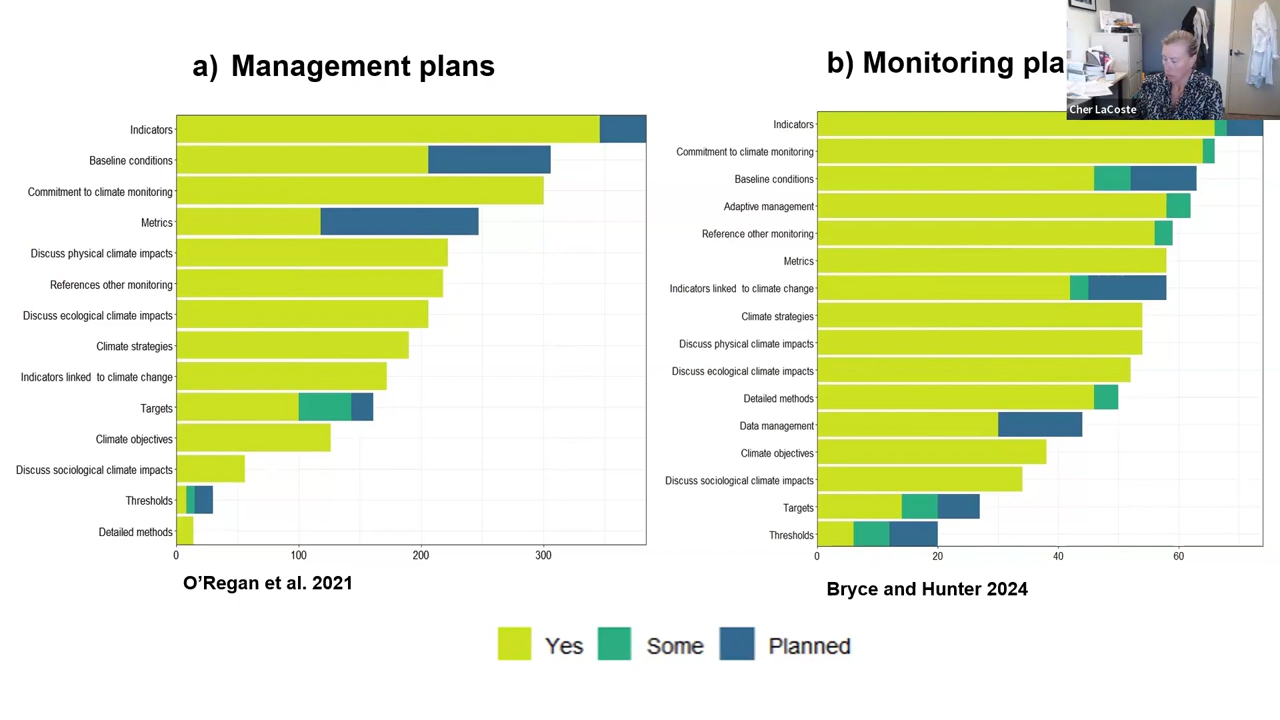 a) Management plans
Indicators
Baseline conditions
Commitment to climate monitoring
Metrics
Discuss physical climate impacts
References other monitoring
Discuss ecological climate impacts
Climate strategies
Indicators linked to climate change
Targets
Climate objectives
Discuss sociological climate impacts
Thresholds
Detailed methods
0 100 200 300
O'Regan et al. 2021
b) Monitoring pla
Cher LaCoste
Indicators
Commitment to climate monitoring
Baseline conditions
Adaptive management
Reference other monitoring
Metrics
Indicators linked to climate change
Climate strategies
Discuss physical climate impacts
Discuss ecological climate impacts
Detailed methods
Data management
Climate objectives
Discuss sociological climate impacts
Targets
Thresholds
0 20 40 60
Bryce and Hunter 2024
Yes Some Planned